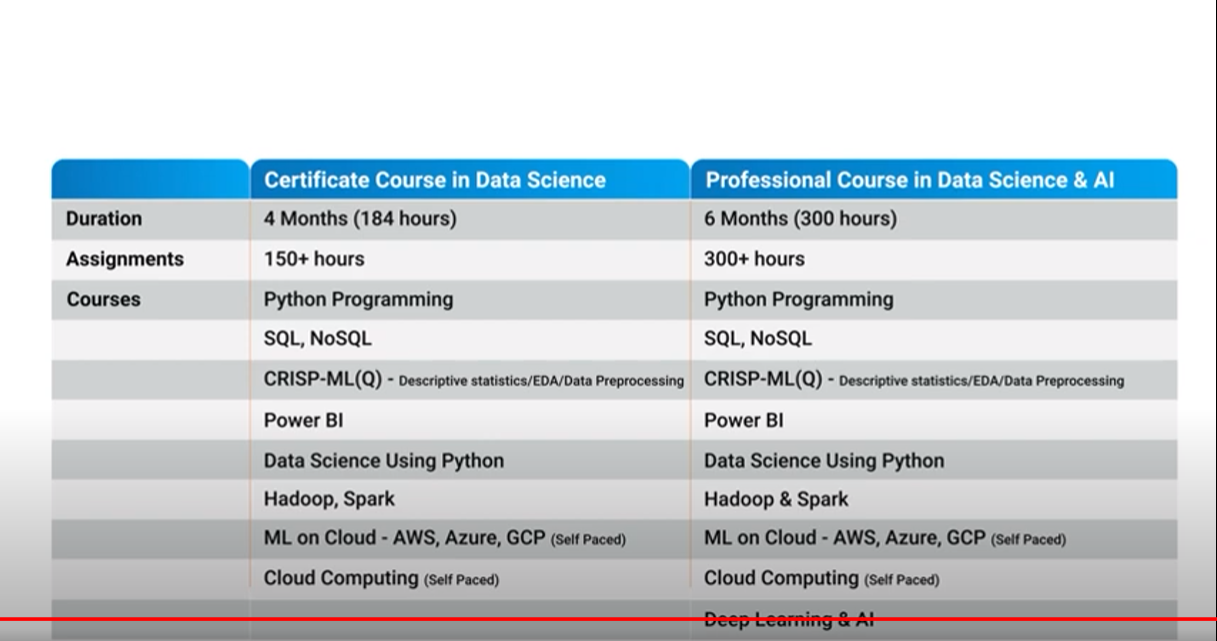 Certificate Course in Data Science Professional Course in Data Science & AI
Duration 4 Months (184 hours) 6 Months (300 hours)
Assignments 150+ hours 300+ hours
Courses Python Programming Python Programming
SQL, NoSQL SQL, NoSQL
CRISP-ML(Q) - Descriptive statistics/EDA/Data Preprocessing CRISP-ML(Q) - Descriptive statistics/EDA/Data Preprocessing
Power BI Power BI
Data Science Using Python Data Science Using Python
Hadoop, Spark Hadoop & Spark
ML on Cloud - AWS, Azure, GCP (Self Paced) ML on Cloud - AWS, Azure, GCP (Self Paced)
Cloud Computing (Self Paced) Cloud Computing (Self Paced)
Deep Learning & AI